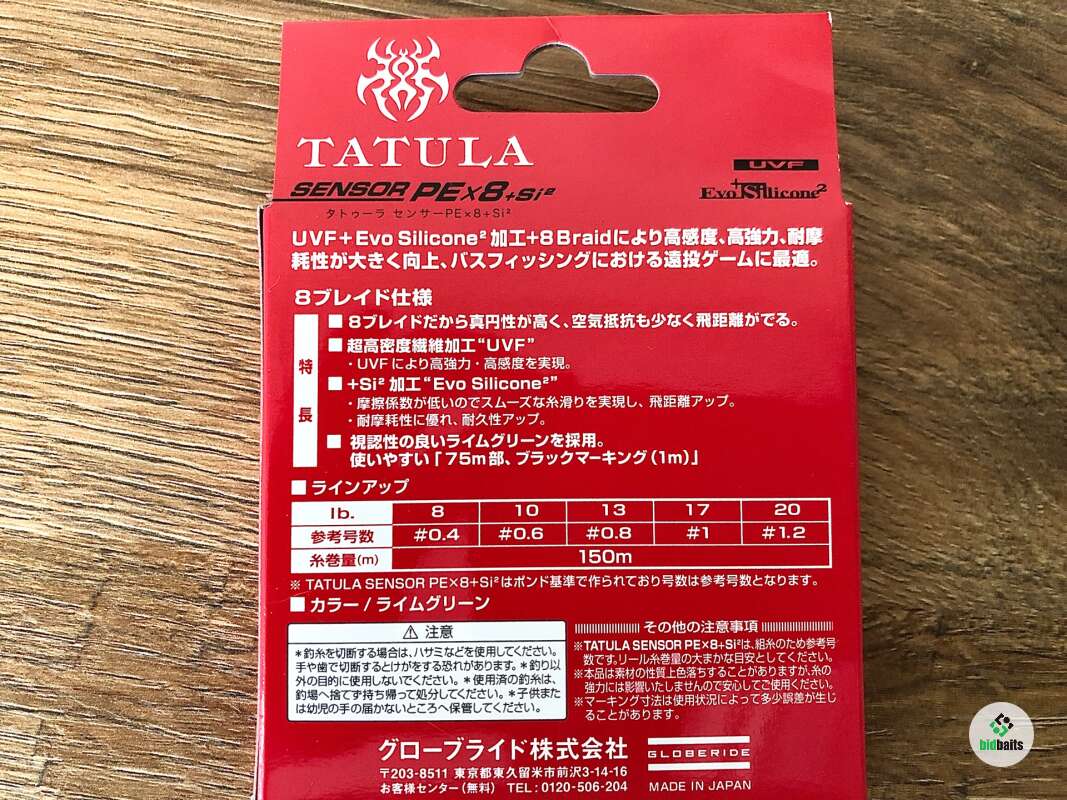 TATULA
SENSOR PE×8+Si²
タトゥーラ センサーPE×8+Si²
UVF
Evo+Silicone²
UVF+Evo Silicone² 加工+8Braidにより高感度、高強力、耐摩
耗性が大きく向上、バスフィッシングにおける遠投ゲームに最適。
8ブレイド仕様
特長
■ 8ブレイドだから真円性が高く、空気抵抗も少なく飛距離がでる。
■ 超高密度繊維加工“UVF”
・UVFにより高強力・高感度を実現。
■ +Si² 加工“Evo Silicone²”
・摩擦係数が低いのでスムーズな糸滑りを実現し、飛距離アップ。
・耐摩耗性に優れ、耐久性アップ。
■ 視認性の良いライムグリーンを採用。
使いやすい「75m部、ブラックマーキング(1m)」
■ ラインアップ
lb. 8 10 13 17 20
参考号数 #0.4 #0.6 #0.8 #1 #1.2
糸巻量(m) 150m
※ TATULA SENSOR PE×8+Si²はポンド基準で作られており号数は参考号数となります。
■ カラー / ライムグリーン
⚠ 注意
*釣糸を切断する場合は、ハサミなどを使用してください。
手や歯で切断するとけがをする恐れがあります。*釣り以
外の目的に使用しないでください。*使用済の釣糸は、
釣場へ捨てず持ち帰って処分してください。*子供また
は幼児の手の届かないところへ保管してください。
その他の注意事項
※TATULA SENSOR PE×8+Si²は、組糸のため参考号
数です。リール糸巻量の大まかな目安としてください。
※本品は素材の性質上色落ちすることがありますが、糸の
強力には影響いたしませんので安心してご使用ください。
※マーキング寸法は使用状況によって多少誤差が生じ
ることがあります。
グローブライド株式会社
〒203-8511 東京都東久留米市前沢3-14-16
お客様センター(無料) TEL:0120-506-204
GLOBERIDE
MADE IN JAPAN
bidbaits